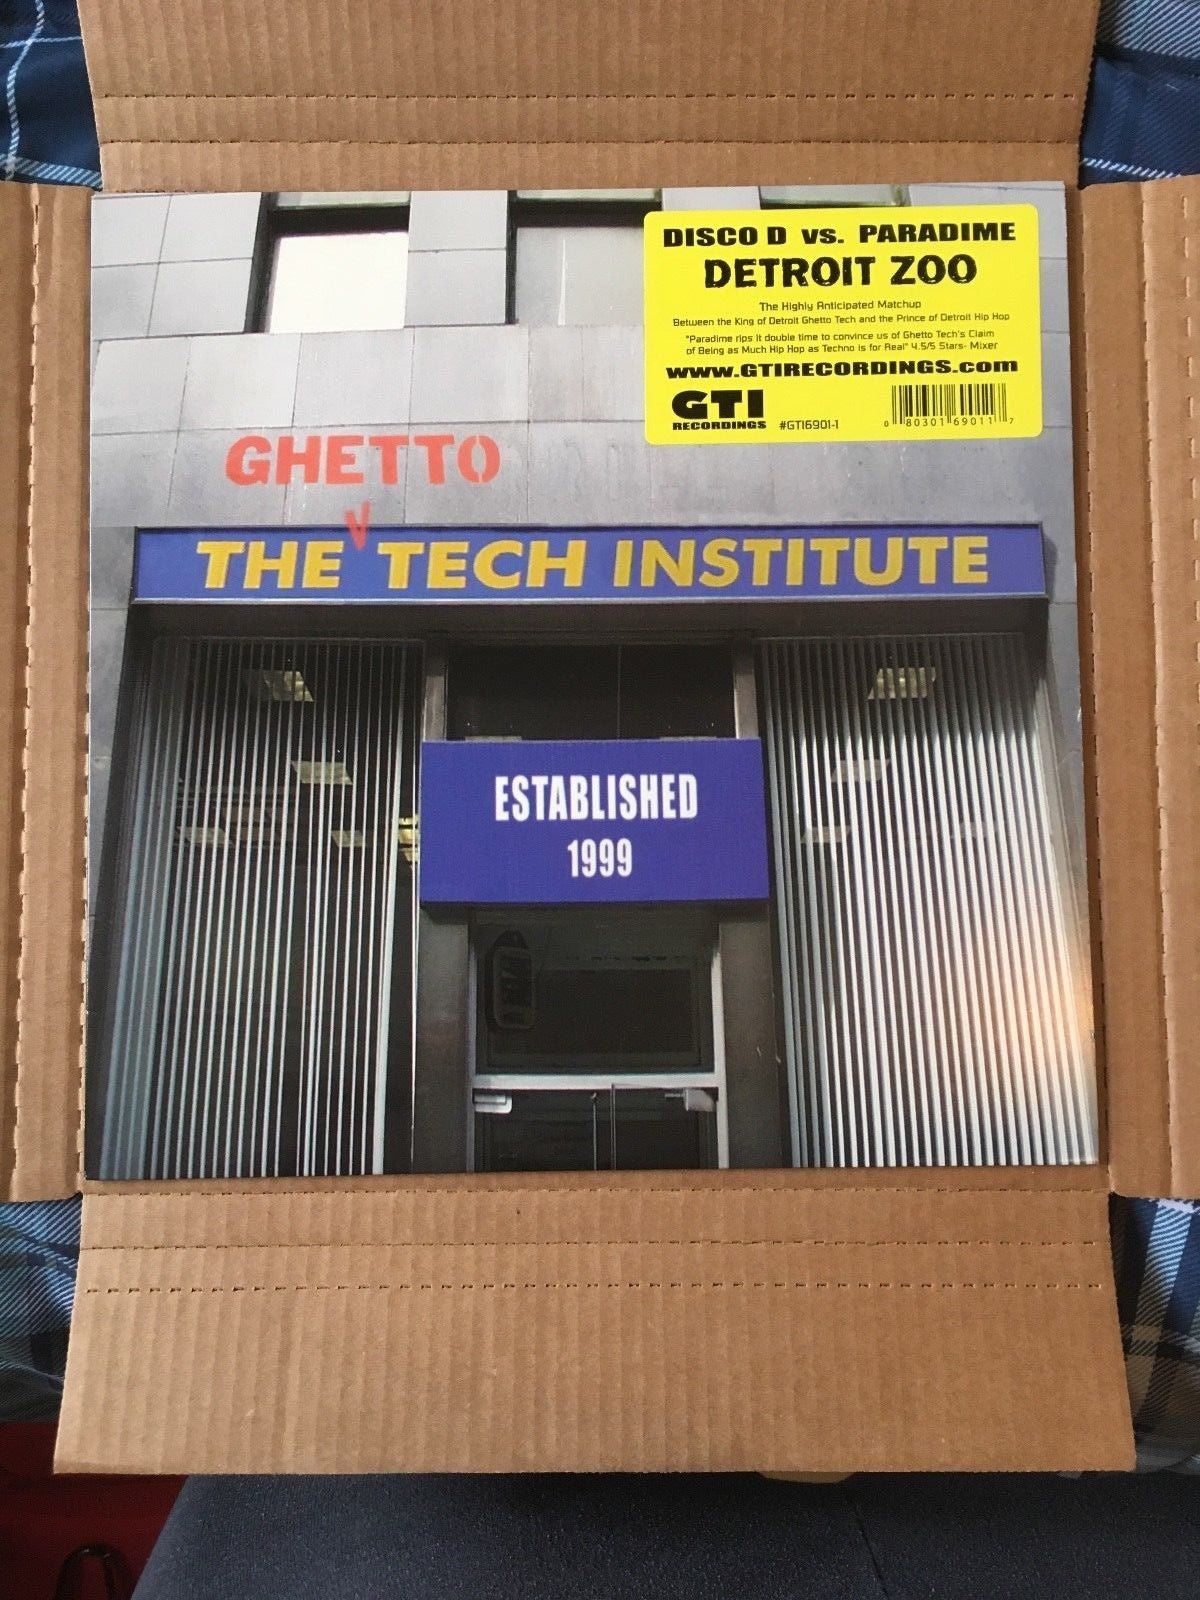 DISCO D vs. PARADIME
DETROIT ZOO
The Highly Anticipated Matchup
Between the King of Detroit Ghetto Tech and the Prince of Detroit Hip Hop
"Paradime rips it double time to convince us of Ghetto Tech's Claim
of Being as Much Hip Hop as Techno is for Real" 4.5/5 Stars- Mixer
www.GTIRECORDINGS.com
GTI
RECORDINGS #GTI6901-1
0 80301 69011 7
GHETTO
V
THE TECH INSTITUTE
ESTABLISHED
1999